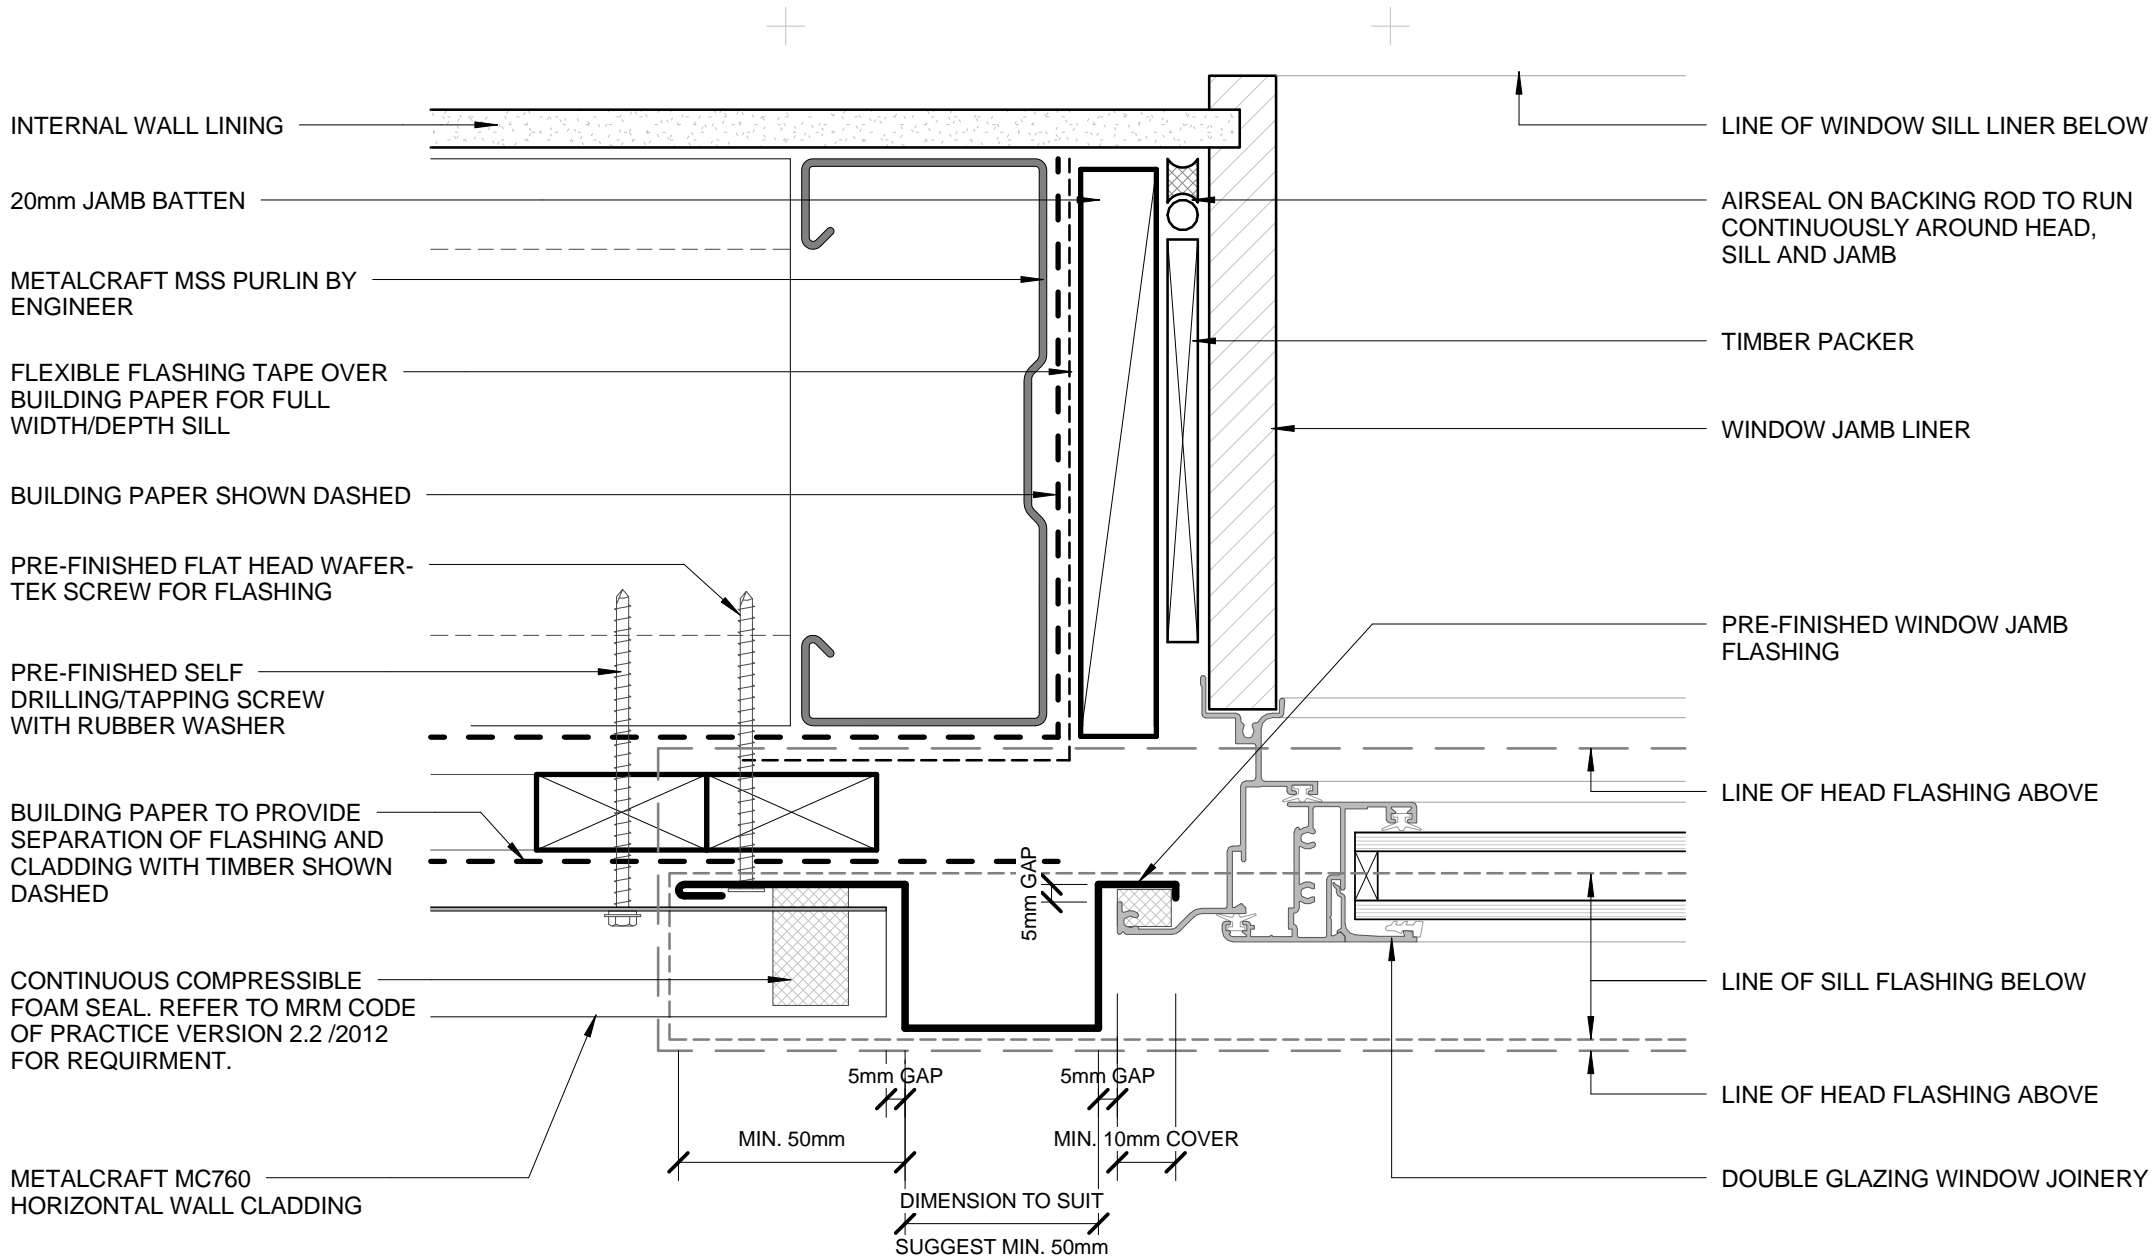 INTERNAL WALL LINING
20mm JAMB BATTEN
METALCRAFT MSS PURLIN BY
ENGINEER
FLEXIBLE FLASHING TAPE OVER
BUILDING PAPER FOR FULL
WIDTH/DEPTH SILL
BUILDING PAPER SHOWN DASHED
PRE-FINISHED FLAT HEAD WAFER-
TEK SCREW FOR FLASHING
PRE-FINISHED SELF
DRILLING/TAPPING SCREW
WITH RUBBER WASHER
BUILDING PAPER TO PROVIDE
SEPARATION OF FLASHING AND
CLADDING WITH TIMBER SHOWN
DASHED
CONTINUOUS COMPRESSIBLE
FOAM SEAL. REFER TO MRM CODE
OF PRACTICE VERSION 2.2 /2012
FOR REQUIRMENT.
METALCRAFT MC760
HORIZONTAL WALL CLADDING
5mm GAP
5mm GAP
5mm GAP
MIN. 50mm
MIN. 10mm COVER
DIMENSION TO SUIT
SUGGEST MIN. 50mm
LINE OF WINDOW SILL LINER BELOW
AIRSEAL ON BACKING ROD TO RUN
CONTINUOUSLY AROUND HEAD,
SILL AND JAMB
TIMBER PACKER
WINDOW JAMB LINER
PRE-FINISHED WINDOW JAMB
FLASHING
LINE OF HEAD FLASHING ABOVE
LINE OF SILL FLASHING BELOW
LINE OF HEAD FLASHING ABOVE
DOUBLE GLAZING WINDOW JOINERY